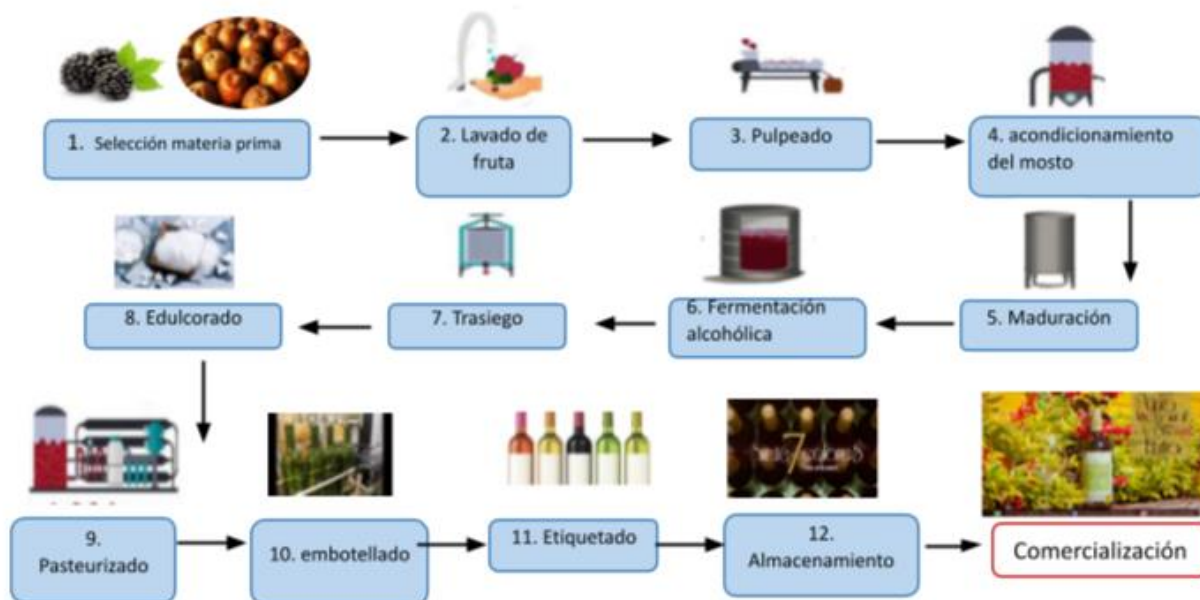 1. Selección materia prima
2. Lavado de
fruta
3. Pulpeado
4. acondicionamiento
del mosto
8. Edulcorado
7. Trasiego
6. Fermentación
alcohólica
5. Maduración
7
9.
Pasteurizado
10. embotellado
11. Etiquetado
12.
Almacenamiento
Comercialización